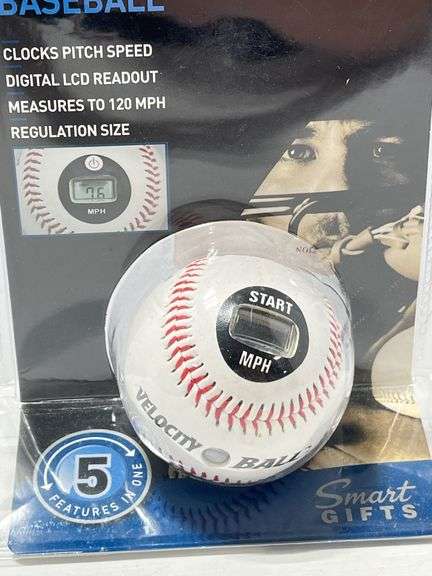 BASEBALL
CLOCKS PITCH SPEED
DIGITAL LCD READOUT
MEASURES TO 120 MPH
REGULATION SIZE
76
MPH
START
MPH
VELOCITY BALL
5
FEATURES IN ONE
Smart
GIFTS